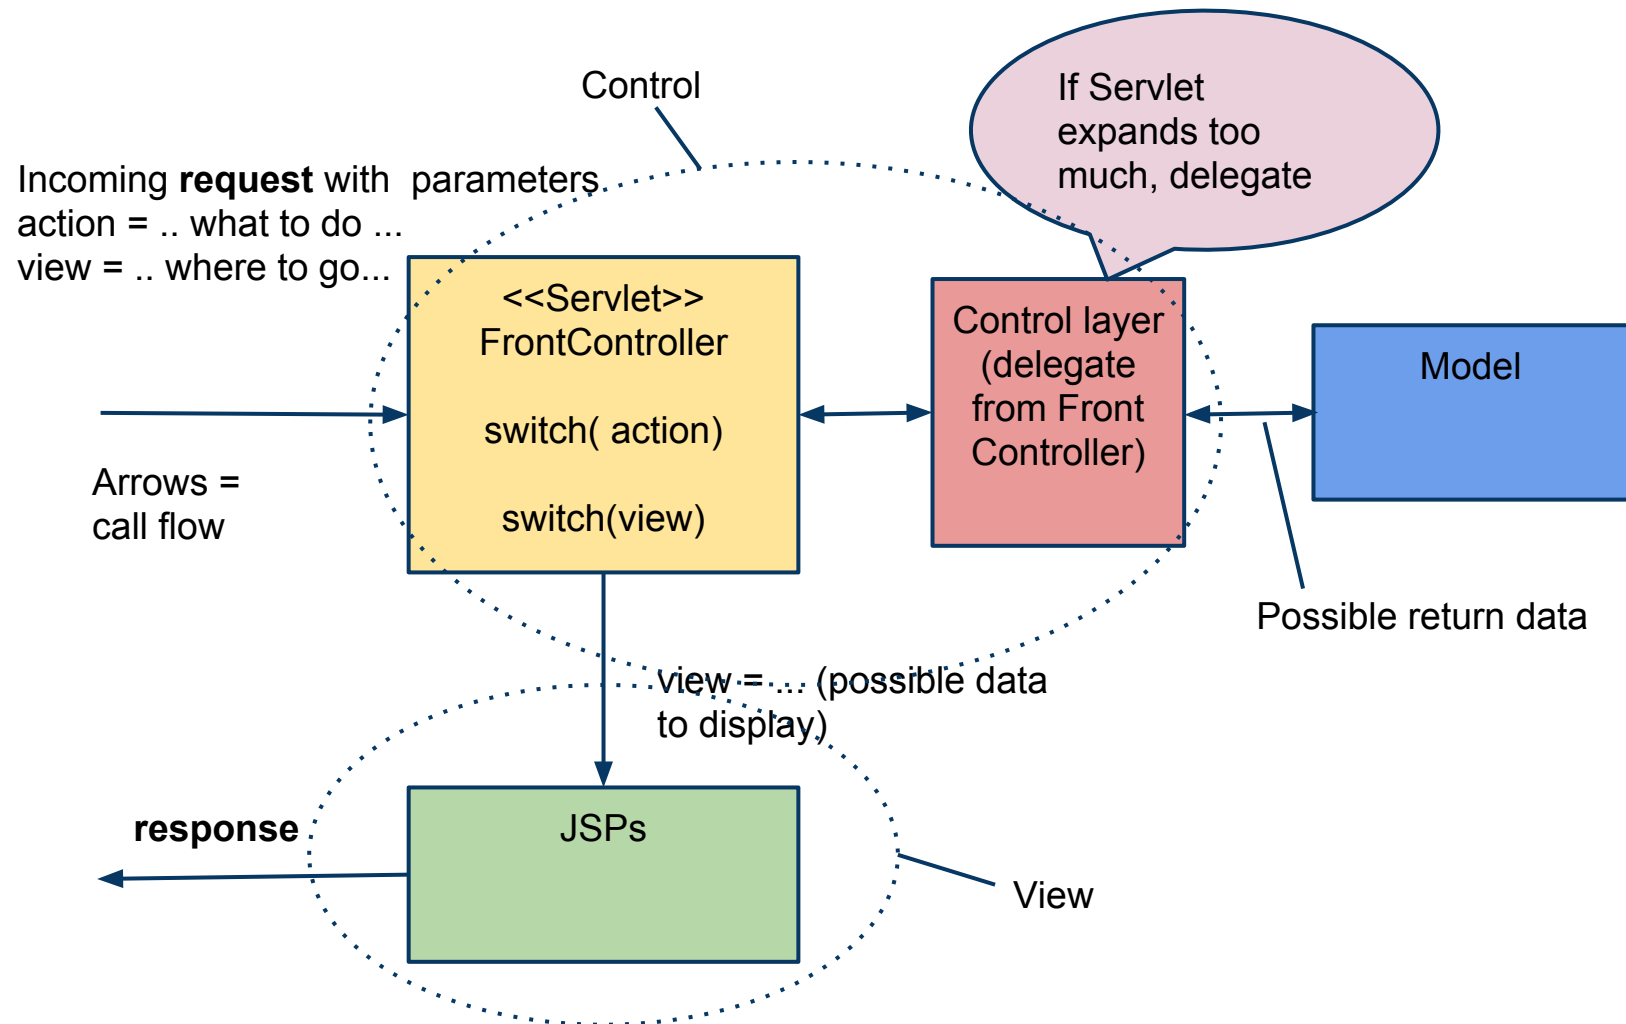 Control
If Servlet
expands too
much, delegate
Incoming request with  parameters
action = .. what to do ...
view = .. where to go...
<<Servlet>>
FrontController
switch( action)
switch(view)
Control layer
(delegate
from Front
Controller)
Model
Arrows =
call flow
Possible return data
view = ... (possible data
to display)
response
JSPs
View